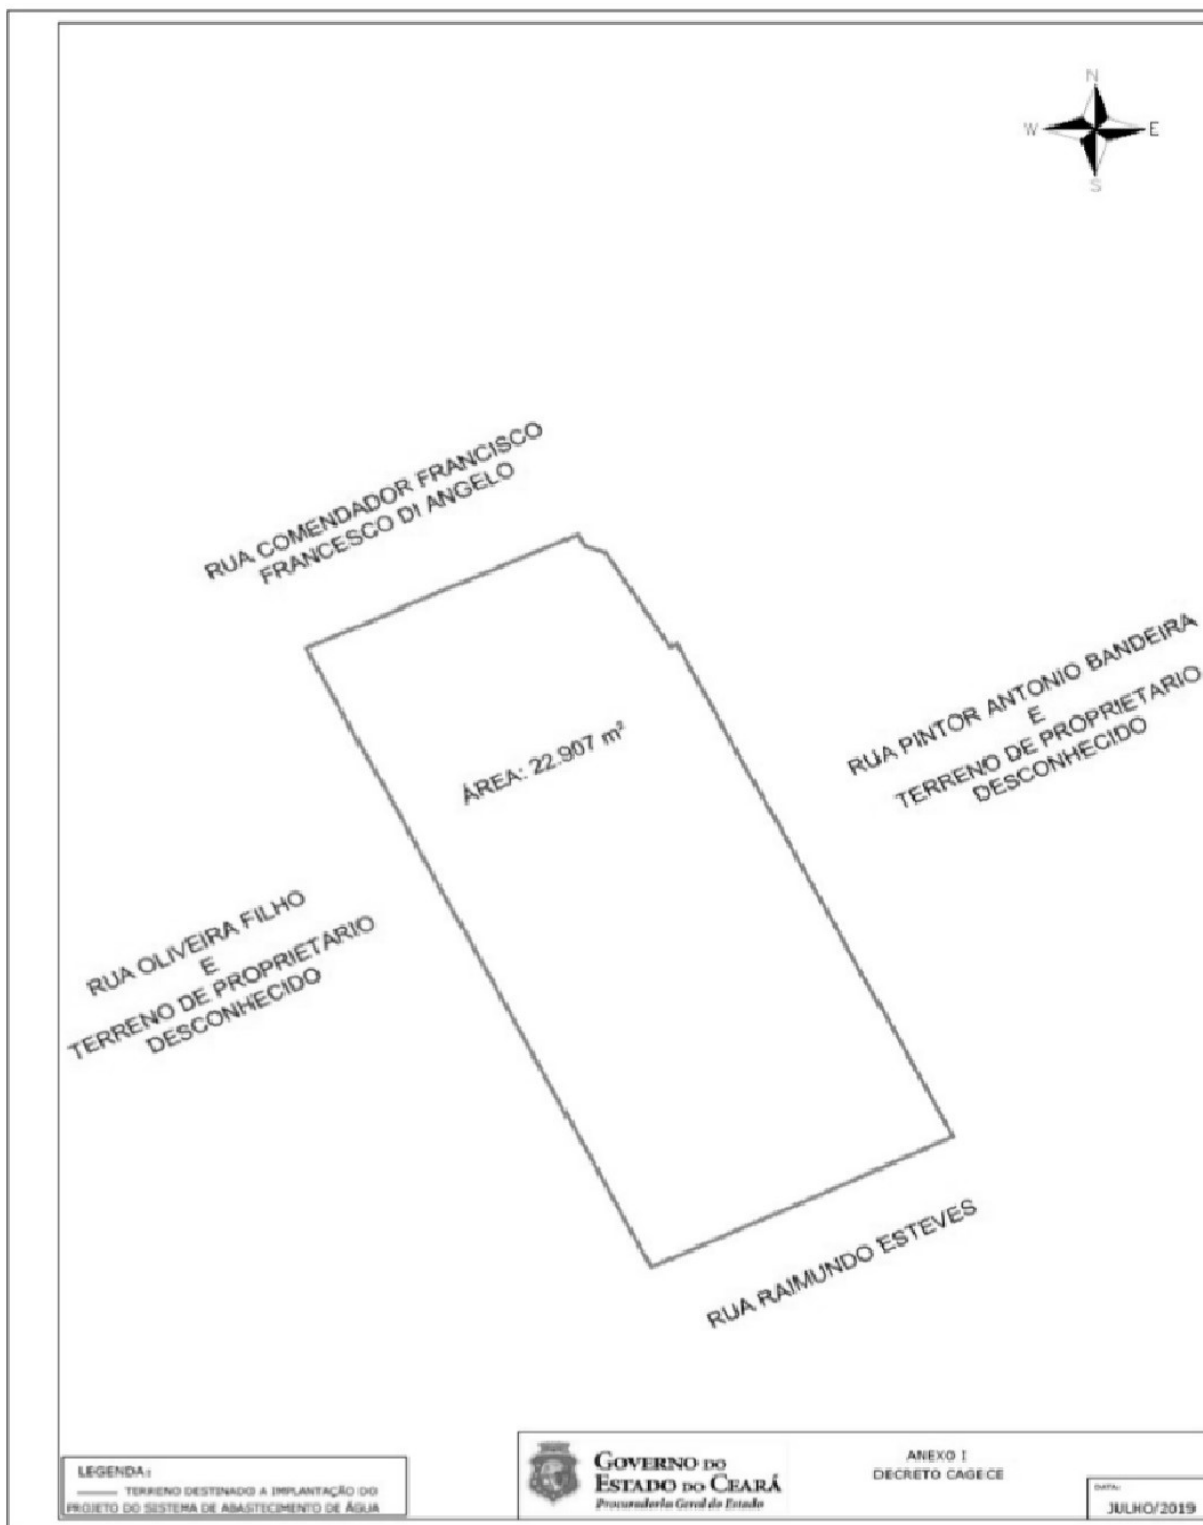 N
W E
S
RUA COMENDADOR FRANCISCO
FRANCESCO DI ANGELO
RUA PINTOR ANTONIO BANDEIRA
E
TERRENO DE PROPRIETARIO
DESCONHECIDO
ÁREA: 22.907 m²
RUA OLIVEIRA FILHO
E
TERRENO DE PROPRIETARIO
DESCONHECIDO
RUA RAIMUNDO ESTEVES
LEGENDA:
TERRENO DESTINADO A IMPLANTAÇÃO DO
PROJETO DO SISTEMA DE ABASTECIMENTO DE ÁGUA
GOVERNO DO
ESTADO DO CEARÁ
Procuradoria Geral do Estado
ANEXO I
DECRETO CAGECE
DATA:
JULHO/2019